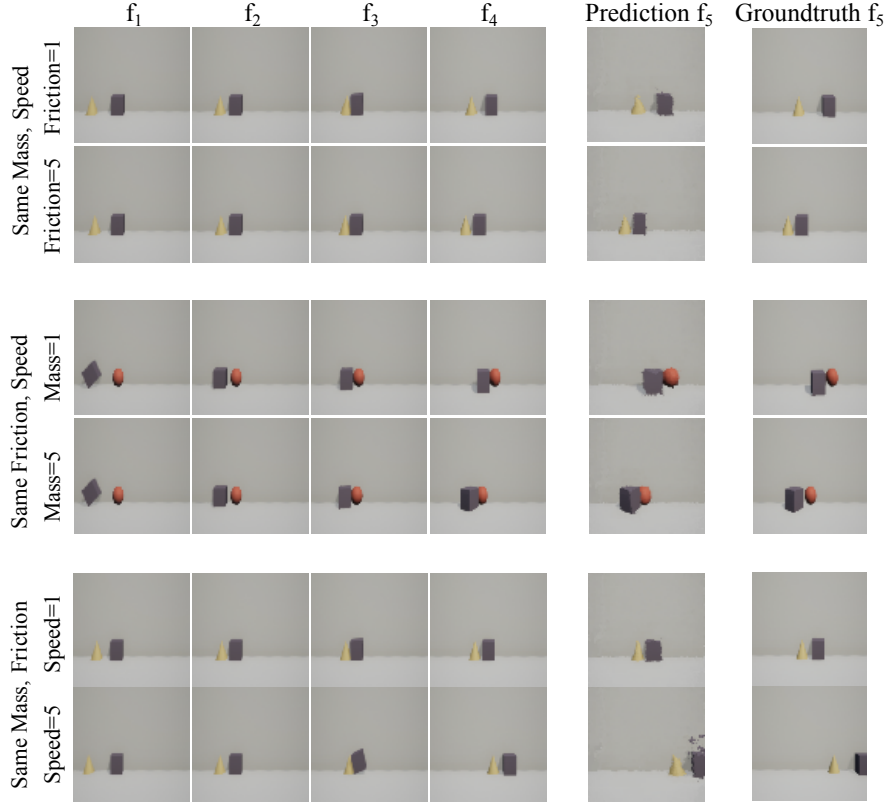 f₁ f₂ f₃ f₄ Prediction f₅ Groundtruth f₅
Same Mass, Speed
Friction=1
Friction=5
Same Friction, Speed
Mass=1
Mass=5
Same Mass, Friction
Speed=1
Speed=5